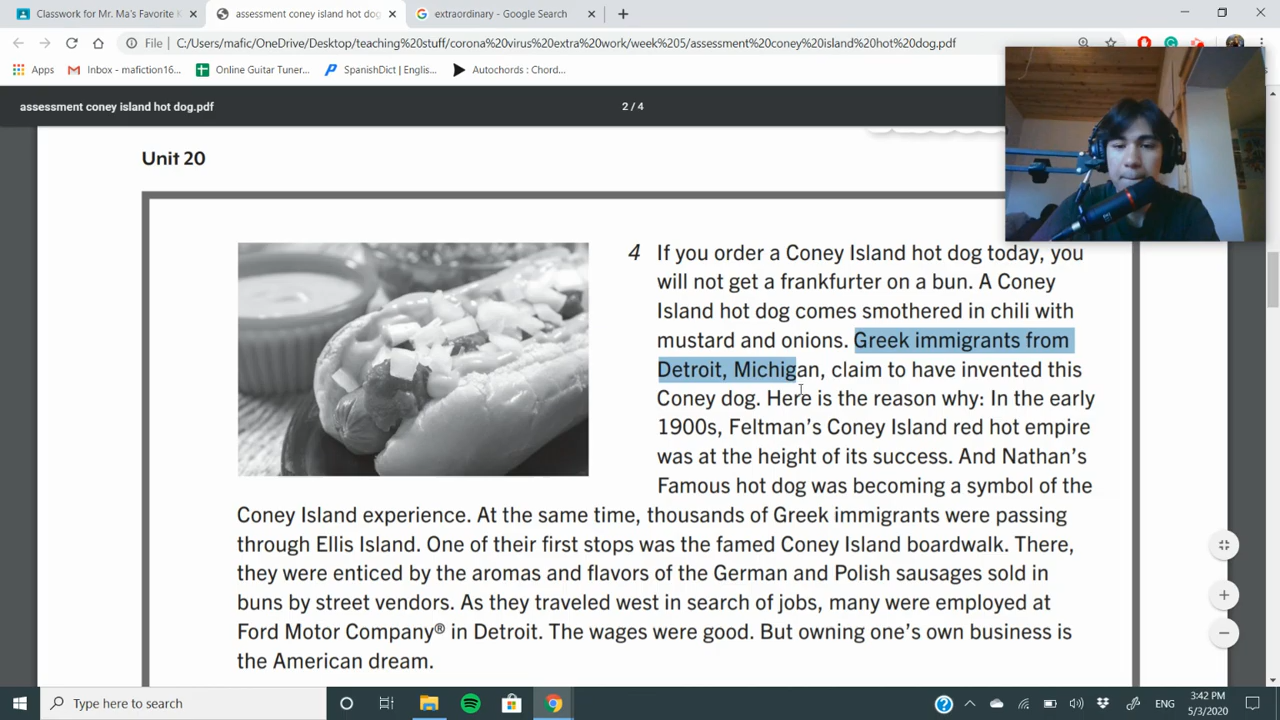 Classwork for Mr. Ma's Favorite
assessment coney island hot dog
extraordinary - Google Search
File
C:/Users/mafic/OneDrive/Desktop/teaching%20stuff/corona%20virus%20extra%20work/week%205/assessment%20coney%20island%20hot%20dog.pdf
Apps
Inbox - mafiction16...
Online Guitar Tuner...
SpanishDict | Englis...
Autochords : Chord...
assessment coney island hot dog.pdf
2 / 4
Unit 20
4 If you order a Coney Island hot dog today, you
will not get a frankfurter on a bun. A Coney
Island hot dog comes smothered in chili with
mustard and onions. Greek immigrants from
Detroit, Michigan, claim to have invented this
Coney dog. Here is the reason why: In the early
1900s, Feltman's Coney Island red hot empire
was at the height of its success. And Nathan's
Famous hot dog was becoming a symbol of the
Coney Island experience. At the same time, thousands of Greek immigrants were passing
through Ellis Island. One of their first stops was the famed Coney Island boardwalk. There,
they were enticed by the aromas and flavors of the German and Polish sausages sold in
buns by street vendors. As they traveled west in search of jobs, many were employed at
Ford Motor Company® in Detroit. The wages were good. But owning one's own business is
the American dream.
Type here to search
ENG
3:42 PM
5/3/2020